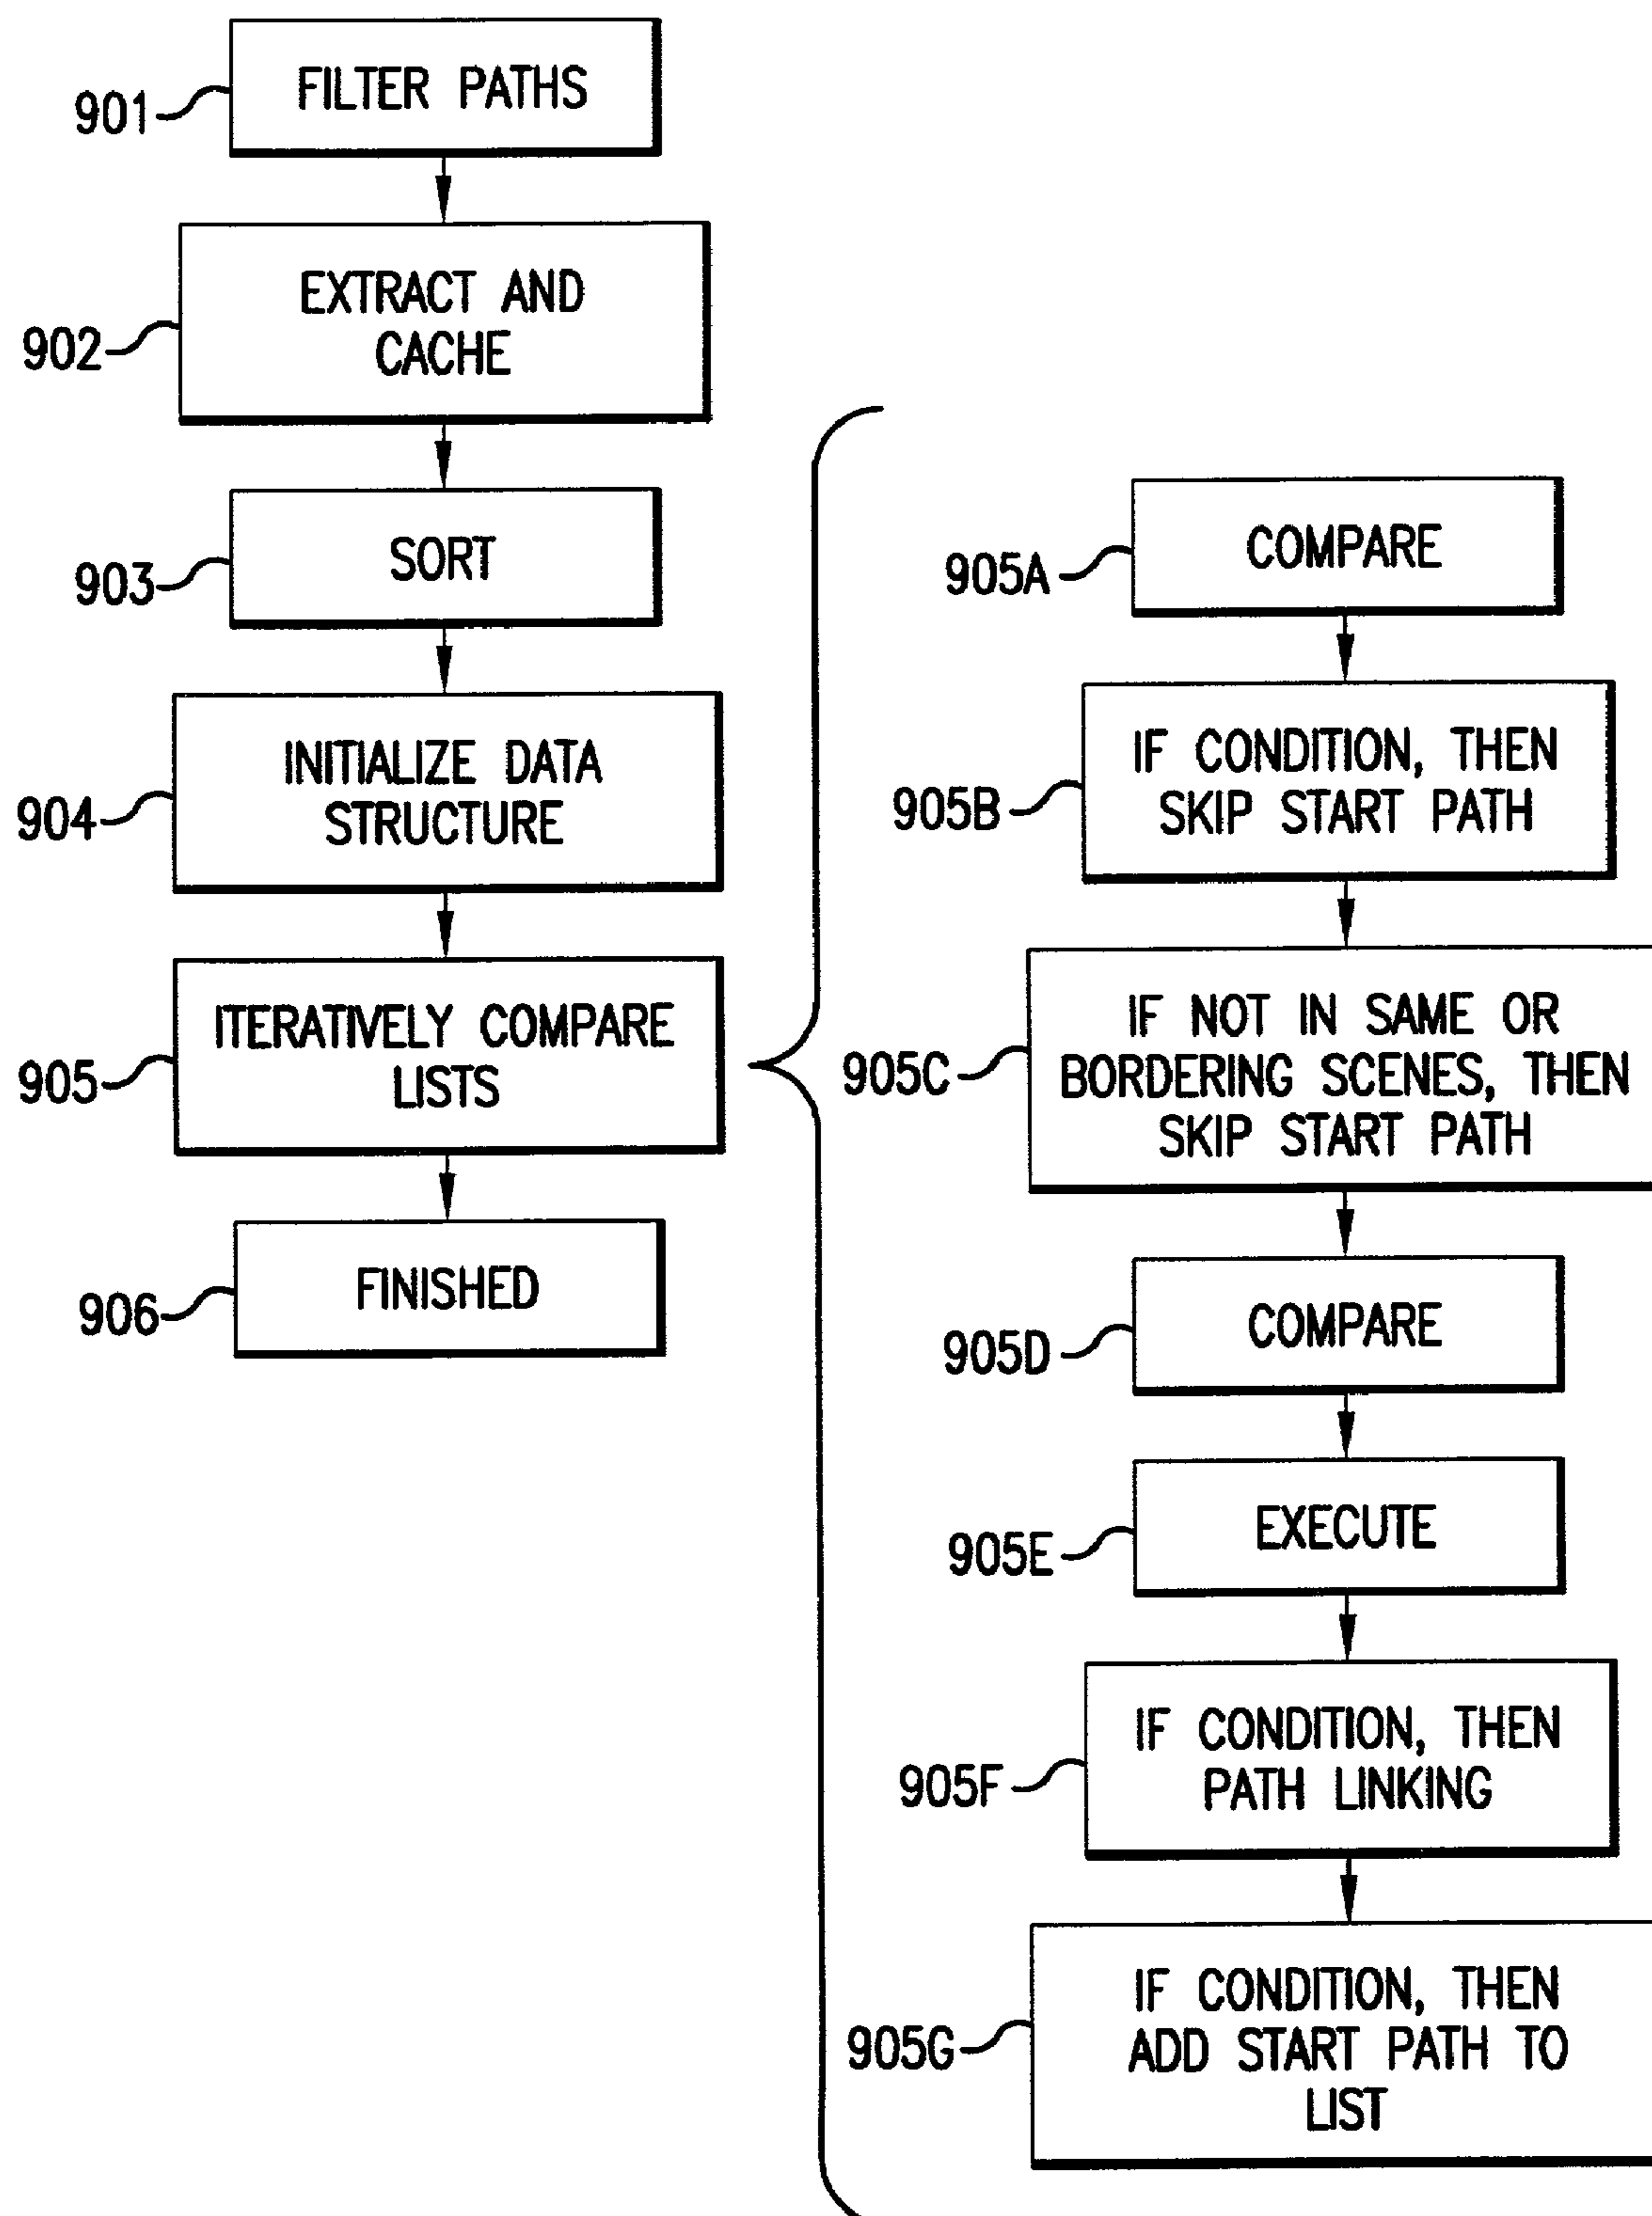 901
FILTER PATHS
902
EXTRACT AND
CACHE
903
SORT
904
INITIALIZE DATA
STRUCTURE
905
ITERATIVELY COMPARE
LISTS
906
FINISHED
905A
COMPARE
905B
IF CONDITION, THEN
SKIP START PATH
905C
IF NOT IN SAME OR
BORDERING SCENES, THEN
SKIP START PATH
905D
COMPARE
905E
EXECUTE
905F
IF CONDITION, THEN
PATH LINKING
905G
IF CONDITION, THEN
ADD START PATH TO
LIST